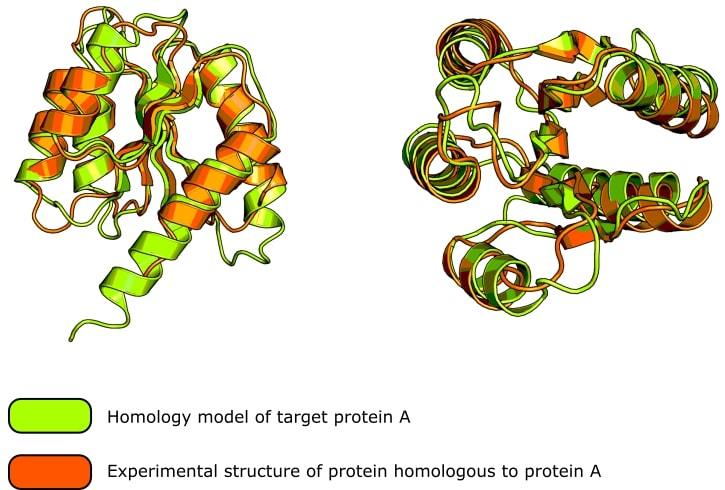 Homology model of target protein A
Experimental structure of protein homologous to protein A